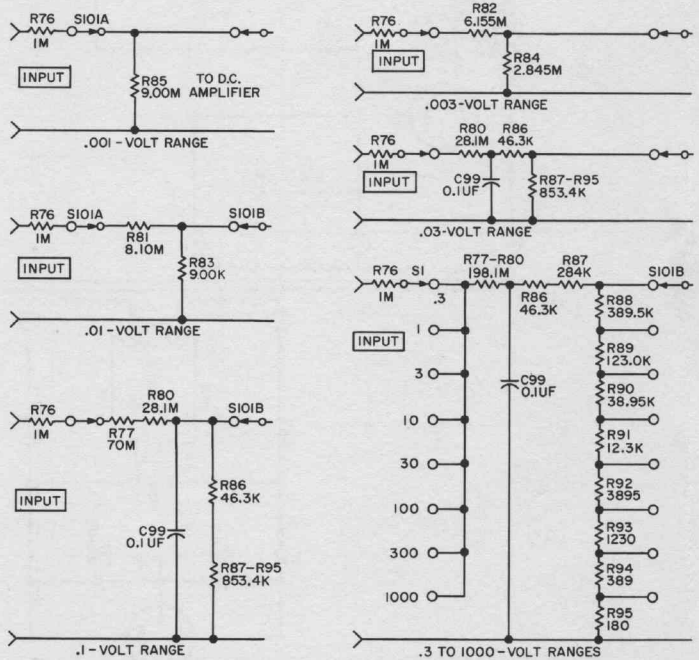 R76
1M
S101A
INPUT
R85
9.00M
TO D.C.
AMPLIFIER
.001-VOLT RANGE
R76
1M
R82
6.155M
INPUT
R84
2.845M
.003-VOLT RANGE
R76
1M
R80
28.1M
R86
46.3K
INPUT
C99
0.1UF
R87-R95
853.4K
.03-VOLT RANGE
R76
1M
S101A
R81
8.10M
S101B
INPUT
R83
9.00K
.01-VOLT RANGE
R76
1M
R77
70M
R80
28.1M
S101B
INPUT
R86
46.3K
C99
0.1UF
R87-R95
853.4K
.1-VOLT RANGE
R76
1M
S1
.3
R77-R80
198.1M
R86
46.3K
R87
284K
S101B
INPUT
1
3
10
30
100
300
1000
C99
0.1UF
R88
389.5K
R89
123.0K
R90
38.95K
R91
12.3K
R92
3895
R93
1230
R94
389
R95
180
.3 TO 1000-VOLT RANGES